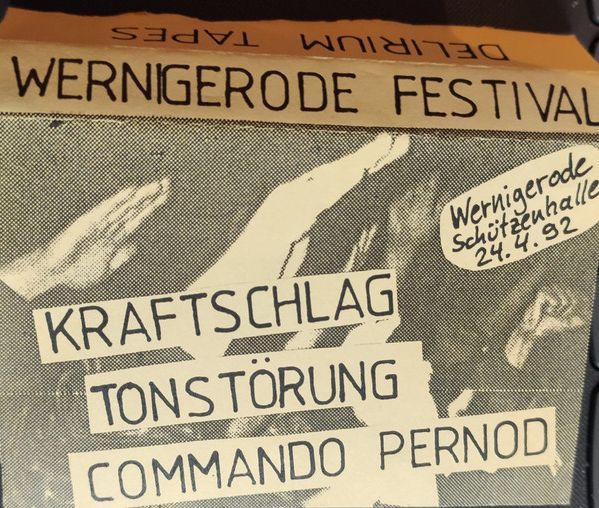 DELIRIUM TAPES
WERNIGERODE FESTIVAL
Wernigerode
Schützenhalle
24.4.92
KRAFTSCHLAG
TONSTÖRUNG
COMMANDO PERNOD